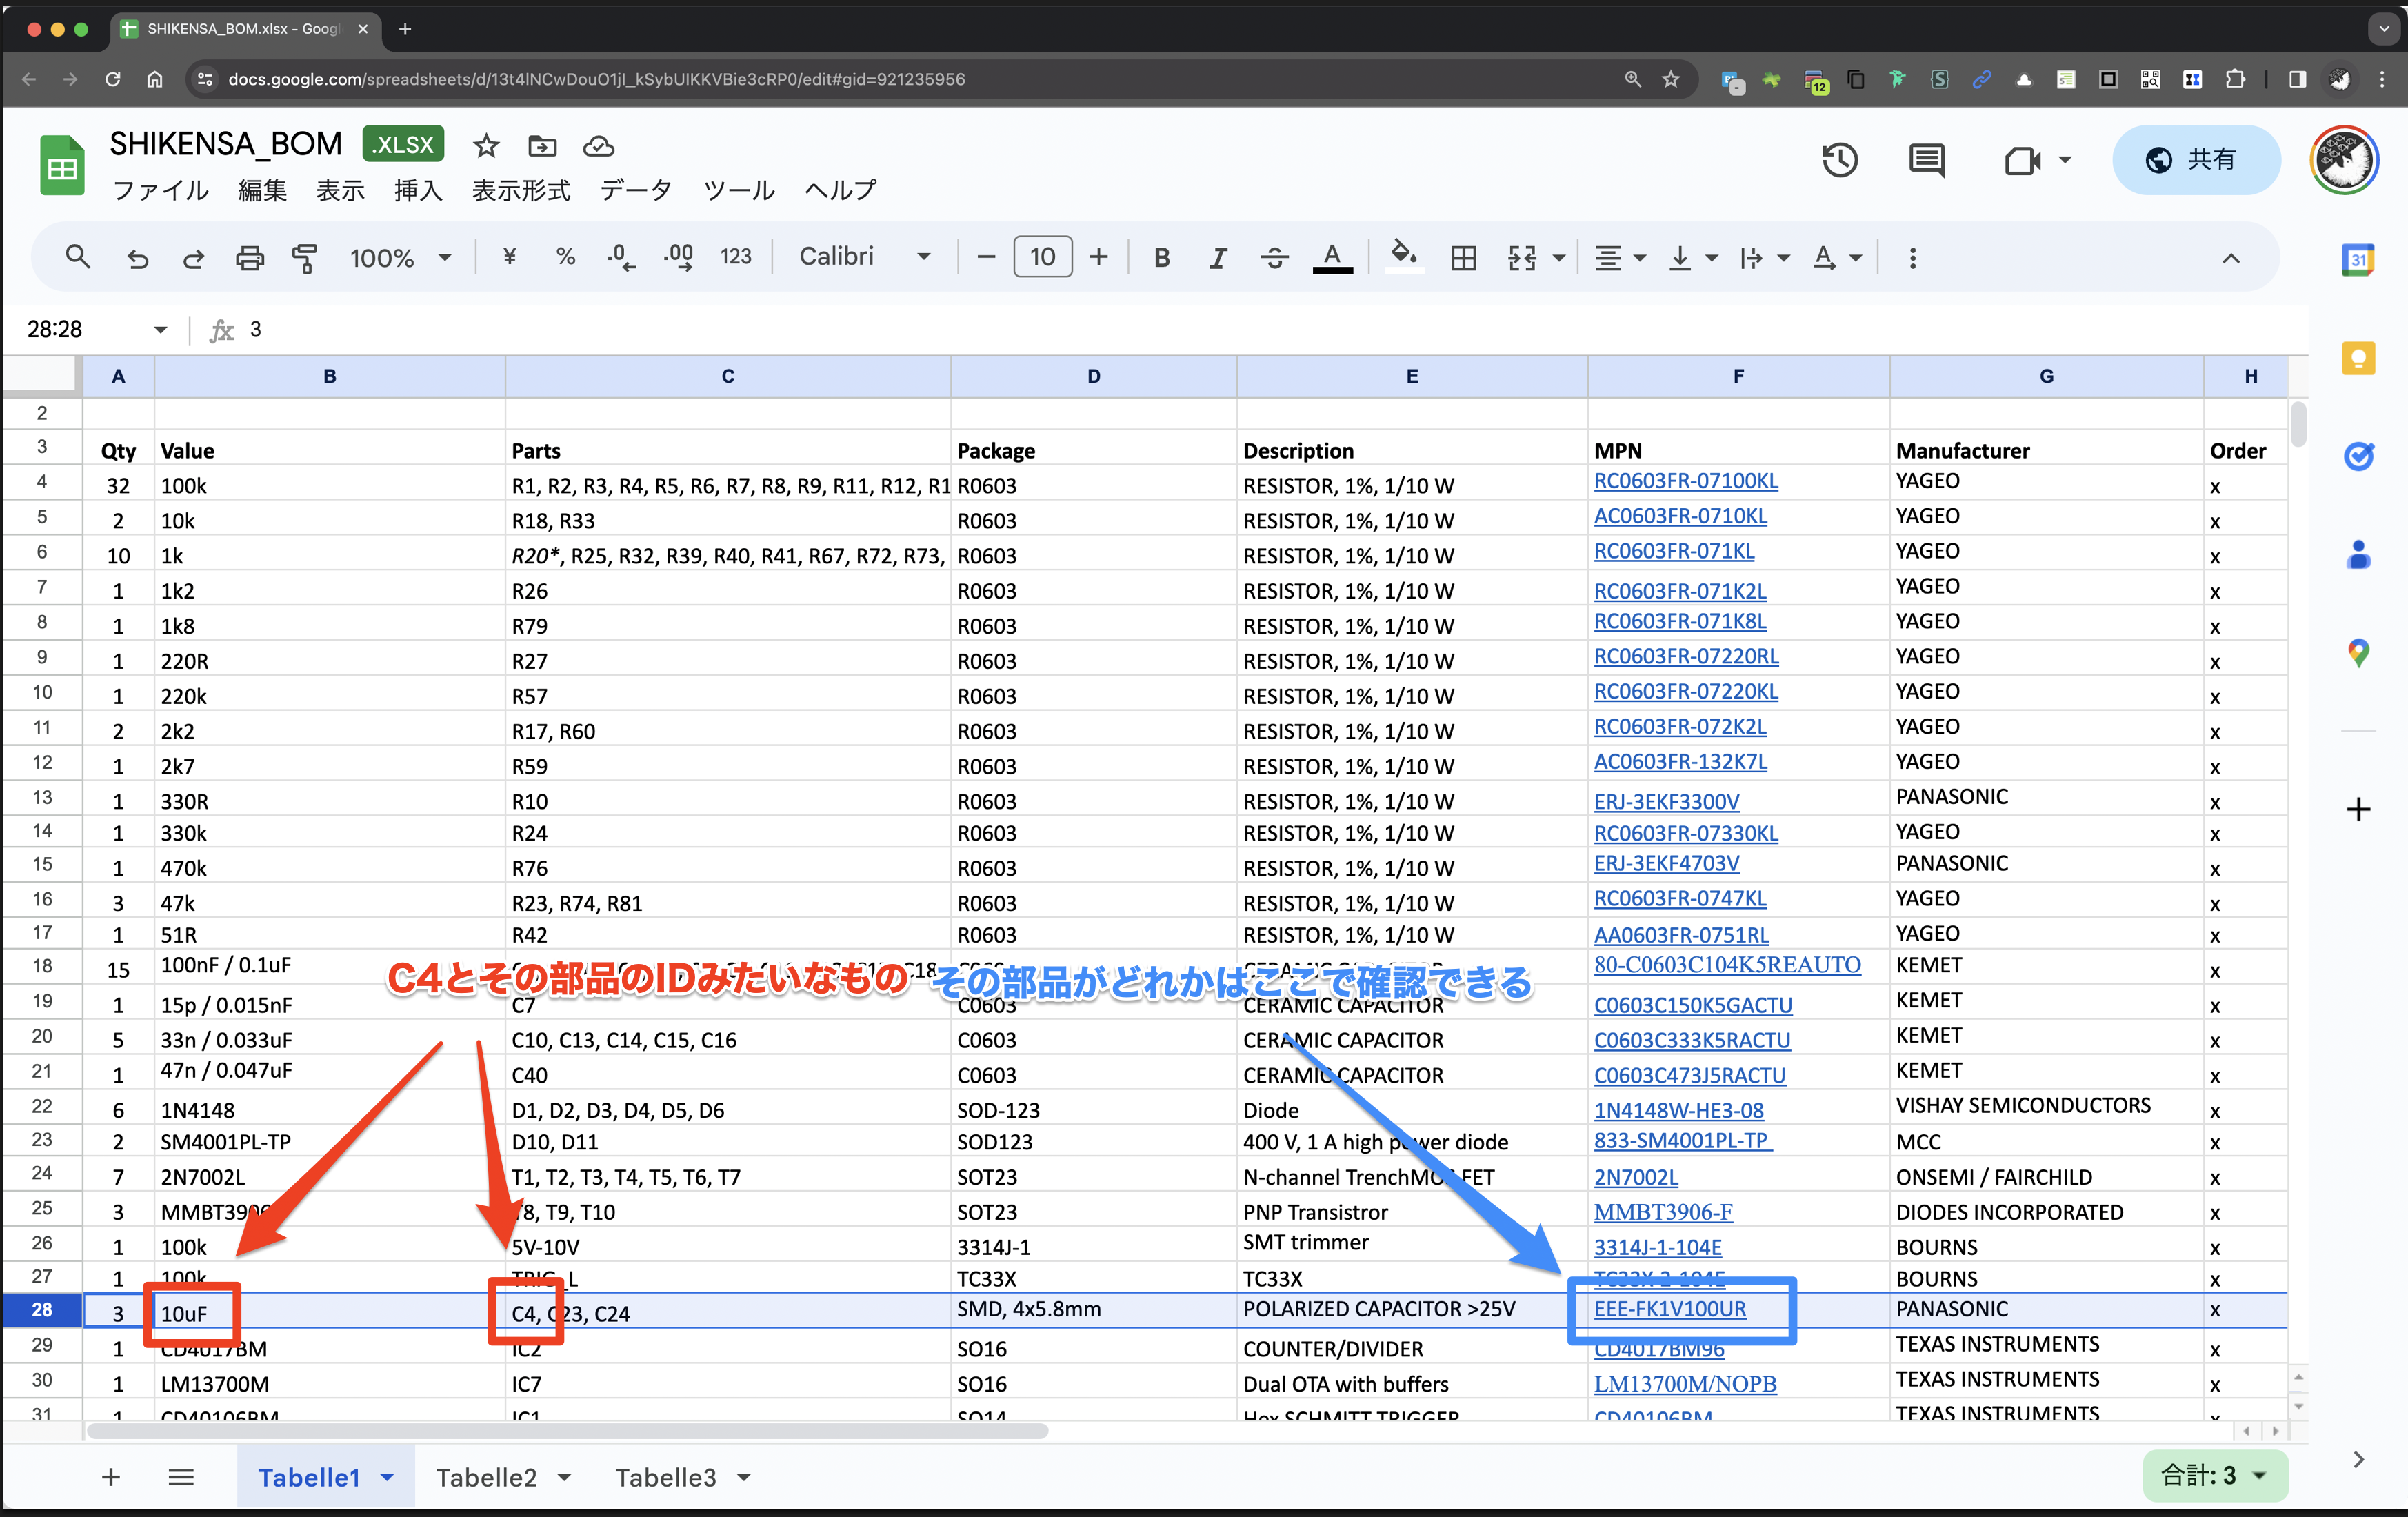 SHIKENSA_BOM.xlsx - Googl
docs.google.com/spreadsheets/d/13t4INCwDouO1jI_kSybUIKKVBie3cRP0/edit#gid=921235956
12
SHIKENSA_BOM .XLSX
共有
ファイル 編集 表示 挿入 表示形式 データ ツール ヘルプ
100% ¥ % .0 .00 123 Calibri 10 B I A A
31
28:28 fx 3
A B C D E F G H
2
3 Qty Value Parts Package Description MPN Manufacturer Order
4 32 100k R1, R2, R3, R4, R5, R6, R7, R8, R9, R11, R12, R1 R0603 RESISTOR, 1%, 1/10 W RC0603FR-07100KL YAGEO x
5 2 10k R18, R33 R0603 RESISTOR, 1%, 1/10 W AC0603FR-0710KL YAGEO x
6 10 1k R20*, R25, R32, R39, R40, R41, R67, R72, R73, R0603 RESISTOR, 1%, 1/10 W RC0603FR-071KL YAGEO x
7 1 1k2 R26 R0603 RESISTOR, 1%, 1/10 W RC0603FR-071K2L YAGEO x
8 1 1k8 R79 R0603 RESISTOR, 1%, 1/10 W RC0603FR-071K8L YAGEO x
9 1 220R R27 R0603 RESISTOR, 1%, 1/10 W RC0603FR-07220RL YAGEO x
10 1 220k R57 R0603 RESISTOR, 1%, 1/10 W RC0603FR-07220KL YAGEO x
11 2 2k2 R17, R60 R0603 RESISTOR, 1%, 1/10 W RC0603FR-072K2L YAGEO x
12 1 2k7 R59 R0603 RESISTOR, 1%, 1/10 W AC0603FR-132K7L YAGEO x
13 1 330R R10 R0603 RESISTOR, 1%, 1/10 W ERJ-3EKF3300V PANASONIC x
14 1 330k R24 R0603 RESISTOR, 1%, 1/10 W RC0603FR-07330KL YAGEO x
15 1 470k R76 R0603 RESISTOR, 1%, 1/10 W ERJ-3EKF4703V PANASONIC x
16 3 47k R23, R74, R81 R0603 RESISTOR, 1%, 1/10 W RC0603FR-0747KL YAGEO x
17 1 51R R42 R0603 RESISTOR, 1%, 1/10 W AA0603FR-0751RL YAGEO x
18 15 100nF / 0.1uF 80-C0603C104K5REAUTO KEMET x
C4とその部品のIDみたいなもの その部品がどれかはここで確認できる
19 1 15p / 0.015nF C7 C0603 CERAMIC CAPACITOR C0603C150K5GACTU KEMET x
20 5 33n / 0.033uF C10, C13, C14, C15, C16 C0603 CERAMIC CAPACITOR C0603C333K5RACTU KEMET x
21 1 47n / 0.047uF C40 C0603 CERAMIC CAPACITOR C0603C473J5RACTU KEMET x
22 6 1N4148 D1, D2, D3, D4, D5, D6 SOD-123 Diode 1N4148W-HE3-08 VISHAY SEMICONDUCTORS x
23 2 SM4001PL-TP D10, D11 SOD123 400 V, 1 A high power diode 833-SM4001PL-TP MCC x
24 7 2N7002L T1, T2, T3, T4, T5, T6, T7 SOT23 N-channel TrenchMOSFET 2N7002L ONSEMI / FAIRCHILD x
25 3 MMBT3906 T8, T9, T10 SOT23 PNP Transistror MMBT3906-F DIODES INCORPORATED x
26 1 100k 5V-10V 3314J-1 SMT trimmer 3314J-1-104E BOURNS x
27 1 100k TRIG_L TC33X TC33X TC33X-2-104E BOURNS x
28 3 10uF C4, C23, C24 SMD, 4x5.8mm POLARIZED CAPACITOR >25V EEE-FK1V100UR PANASONIC x
29 1 CD4017BM IC2 SO16 COUNTER/DIVIDER CD4017BM96 TEXAS INSTRUMENTS x
30 1 LM13700M IC7 SO16 Dual OTA with buffers LM13700M/NOPB TEXAS INSTRUMENTS x
31 1 CD40106BM IC1 SO14 Hex SCHMITT TRIGGER CD40106BM TEXAS INSTRUMENTS x
Tabelle1 Tabelle2 Tabelle3 合計: 3